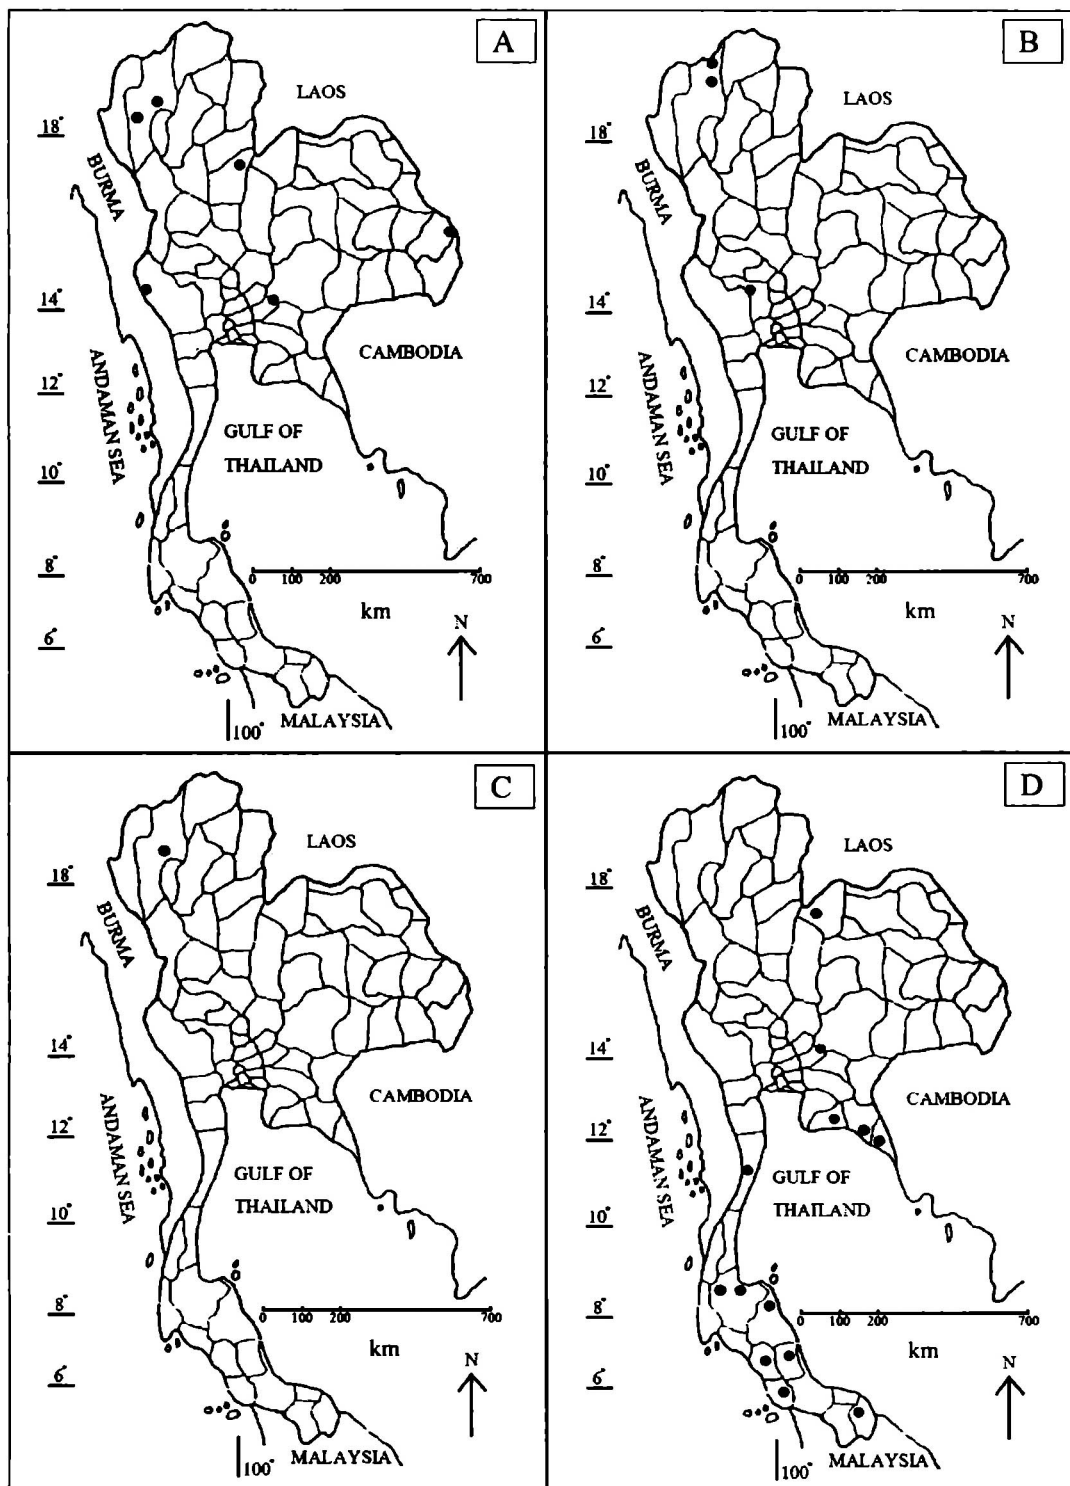 A
LAOS
18°
BURMA
14°
CAMBODIA
12°
ANDAMAN SEA
GULF OF
THAILAND
10°
8°
0 100 200 700
km
N
6°
100°
MALAYSIA
B
LAOS
18°
BURMA
14°
CAMBODIA
12°
ANDAMAN SEA
GULF OF
THAILAND
10°
8°
0 100 200 700
km
N
6°
100°
MALAYSIA
C
LAOS
18°
BURMA
14°
CAMBODIA
12°
ANDAMAN SEA
GULF OF
THAILAND
10°
8°
0 100 200 700
km
N
6°
100°
MALAYSIA
D
LAOS
18°
BURMA
14°
CAMBODIA
12°
ANDAMAN SEA
GULF OF
THAILAND
10°
8°
0 100 200 700
km
N
6°
100°
MALAYSIA